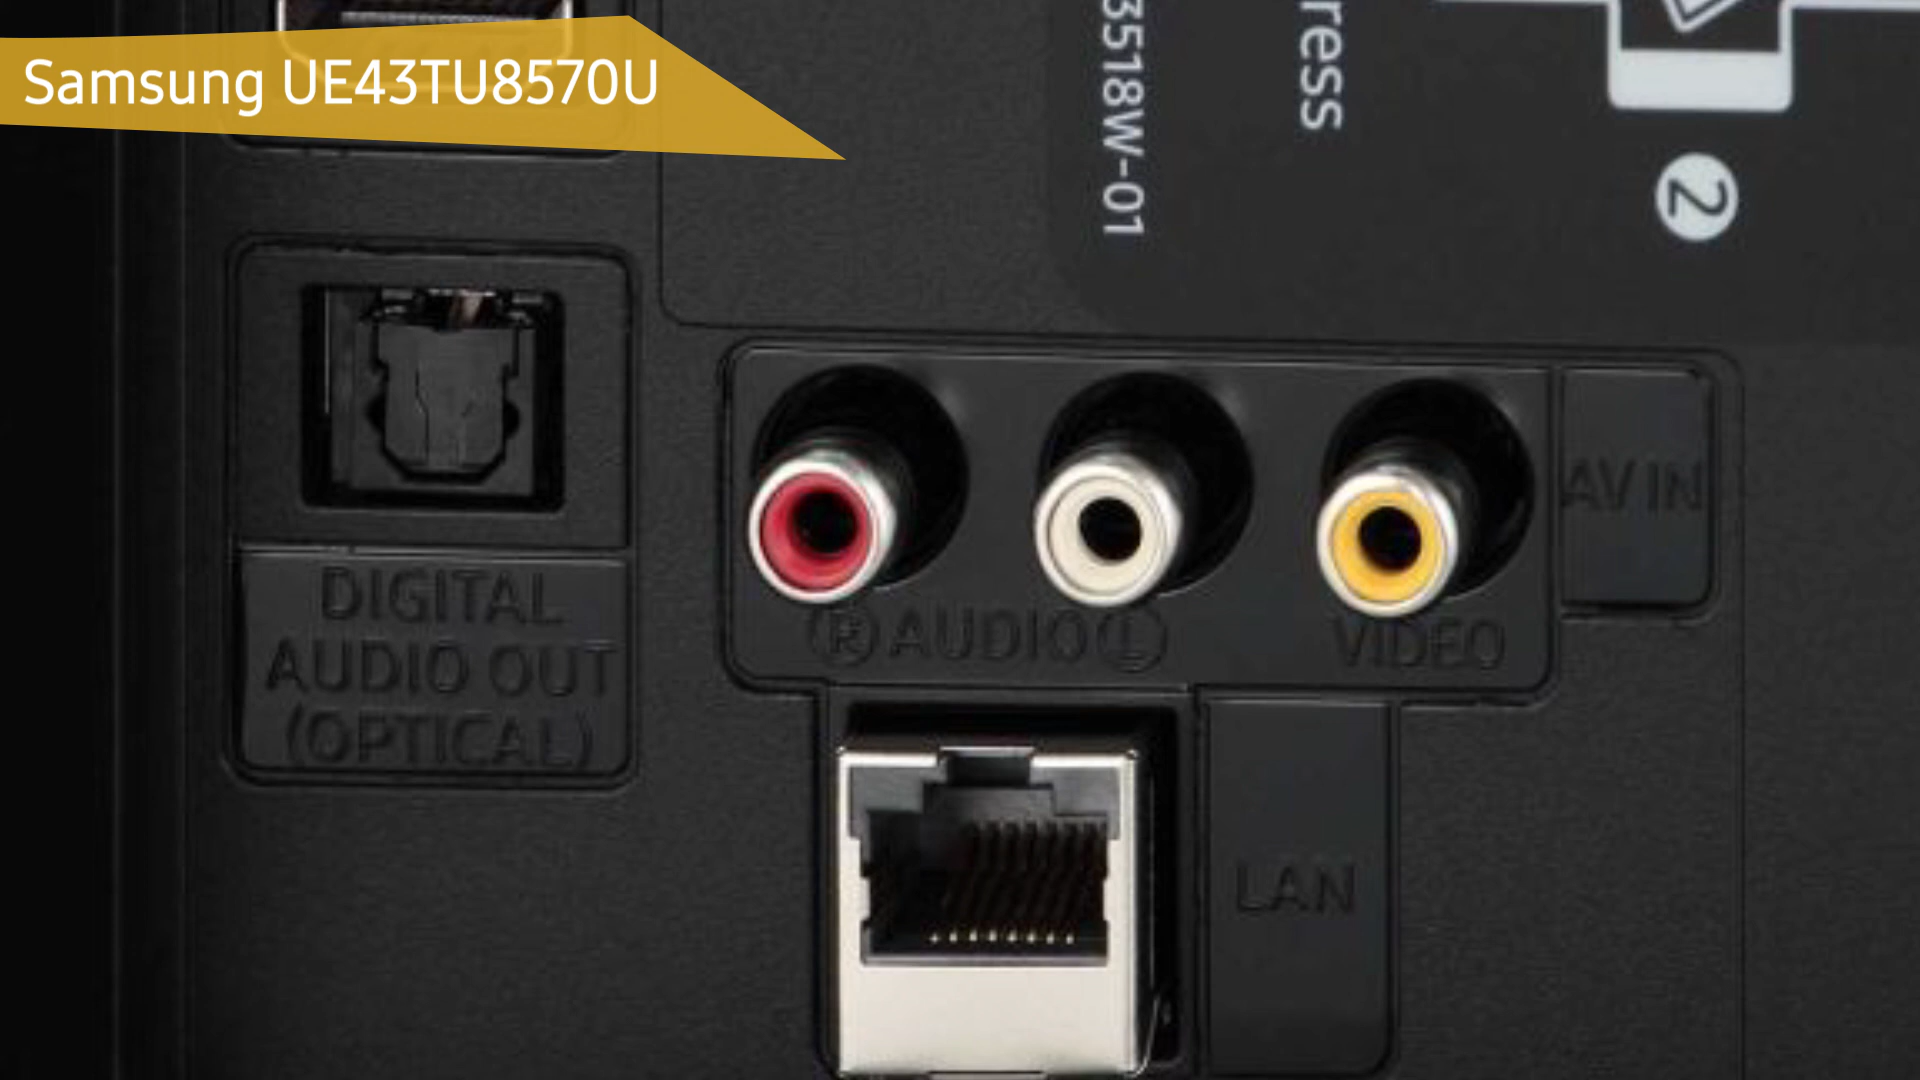 Samsung UE43TU8570U
3518W-01
ress
2
AV IN
DIGITAL
AUDIO OUT
(OPTICAL)
R AUDIO L
VIDEO
LAN